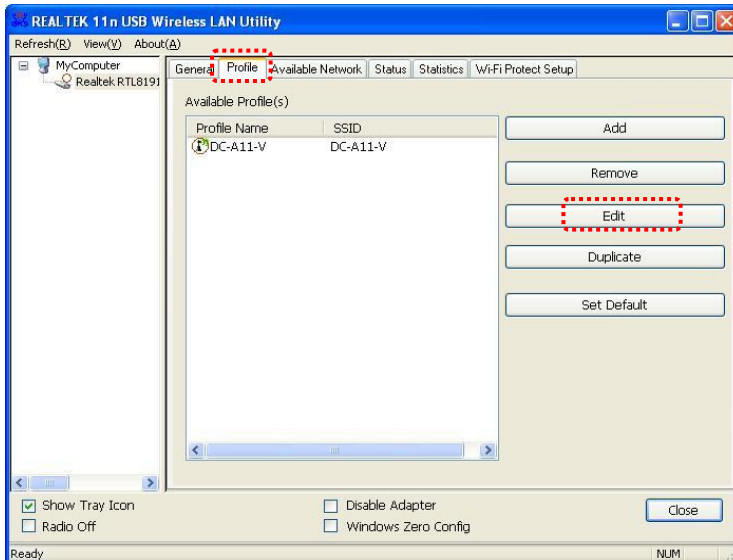 REALTEK 11n USB Wireless LAN Utility
Refresh(R) View(V) About(A)
MyComputer
Realtek RTL8191
General Profile Available Network Status Statistics Wi-Fi Protect Setup
Available Profile(s)
Profile Name SSID
DC-A11-V DC-A11-V
Add
Remove
Edit
Duplicate
Set Default
Show Tray Icon
Radio Off
Disable Adapter
Windows Zero Config
Close
Ready NUM